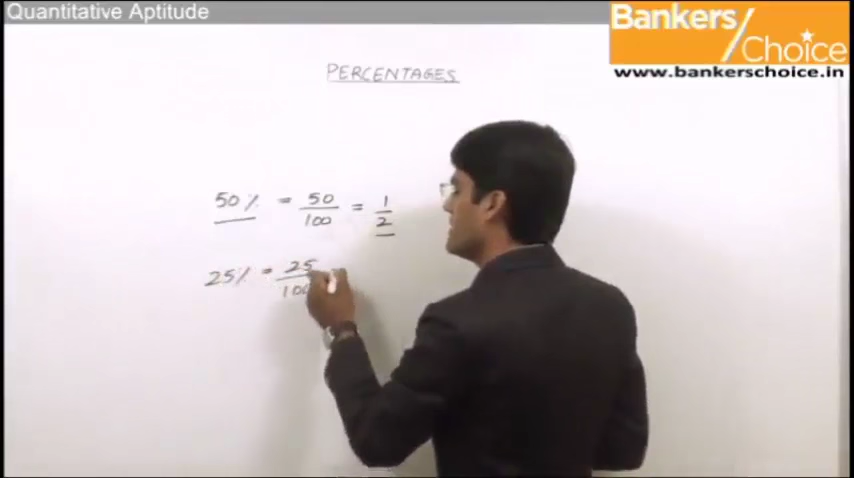 Quantitative Aptitude
Bankers
Choice
www.bankerschoice.in
PERCENTAGES
50% = 50/100 = 1/2
25% = 25/100